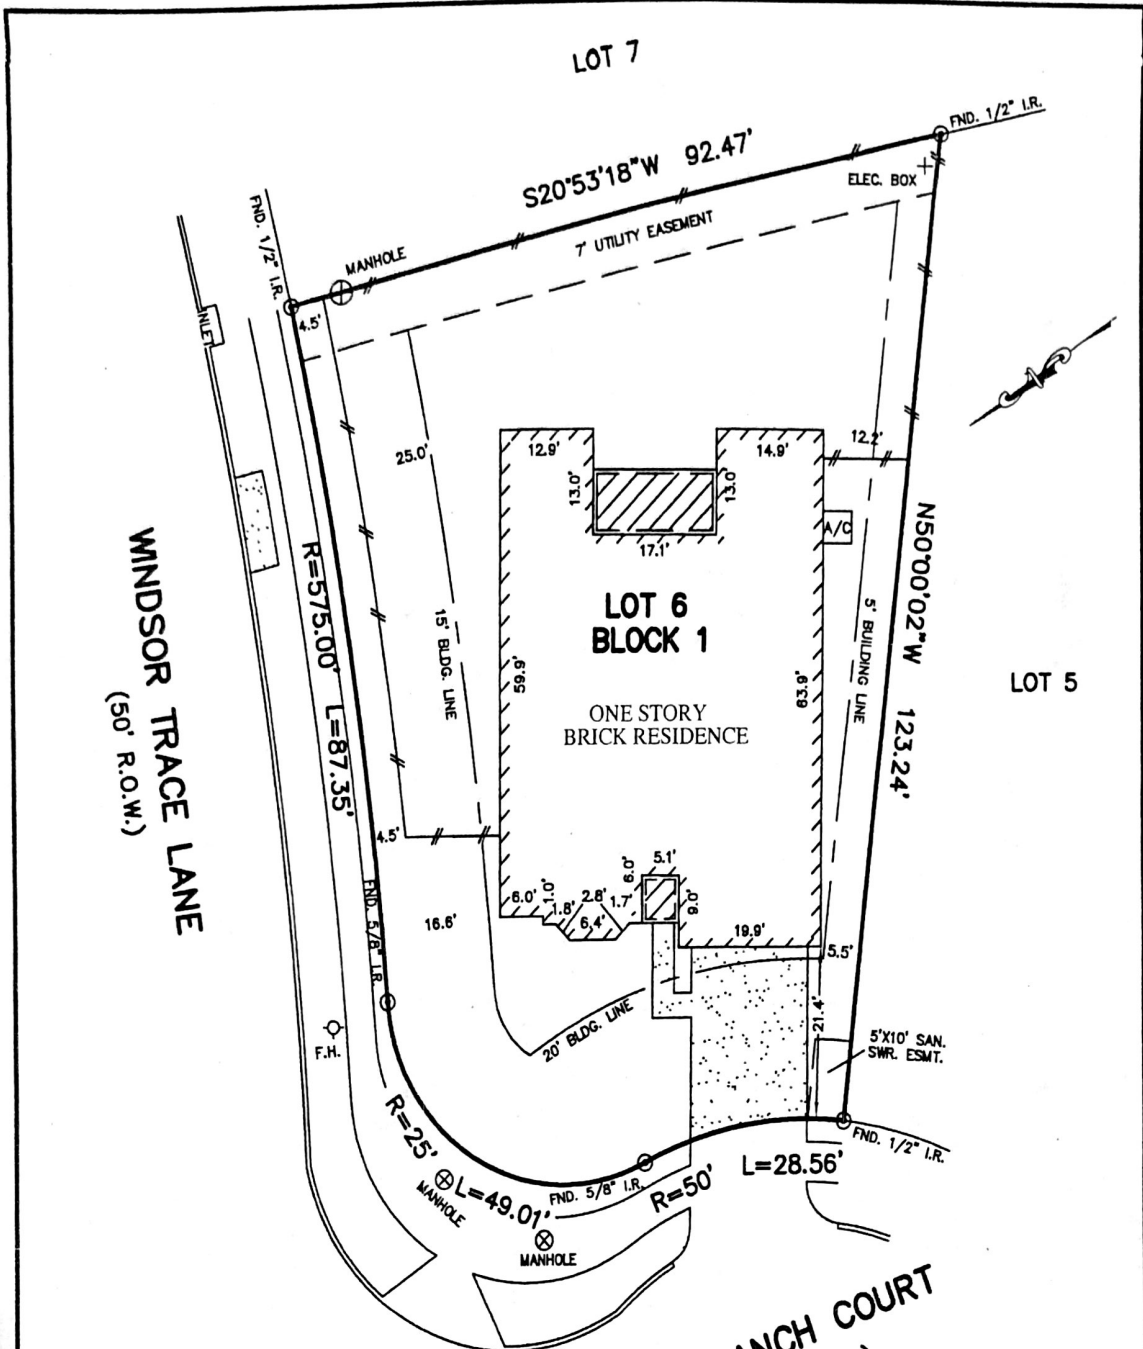 LOT 7
FND. 1/2" I.R.
S20°53'18"W 92.47'
ELEC. BOX
7' UTILITY EASEMENT
FND. 1/2" I.R.
MANHOLE
4.5'
INLET
N
25.0'
12.9'
14.9'
12.2'
13.0'
13.0'
17.1'
A/C
N50°00'02"W 123.24'
WINDSOR TRACE LANE
(50' R.O.W.)
R=575.00' L=87.35'
15' BLDG. LINE
LOT 6
BLOCK 1
59.9'
63.9'
5' BUILDING LINE
LOT 5
ONE STORY
BRICK RESIDENCE
4.5'
FND. 5/8" I.R.
16.6'
6.0'
1.0'
1.8'
2.8'
6.4'
1.7'
6.0'
5.1'
9.0'
19.9'
5.5'
21.4'
20' BLDG. LINE
5'X10' SAN.
SWR. ESMT.
F.H.
R=25'
L=49.01'
MANHOLE
MANHOLE
FND. 5/8" I.R.
R=50'
L=28.56'
FND. 1/2" I.R.
ANCH COURT